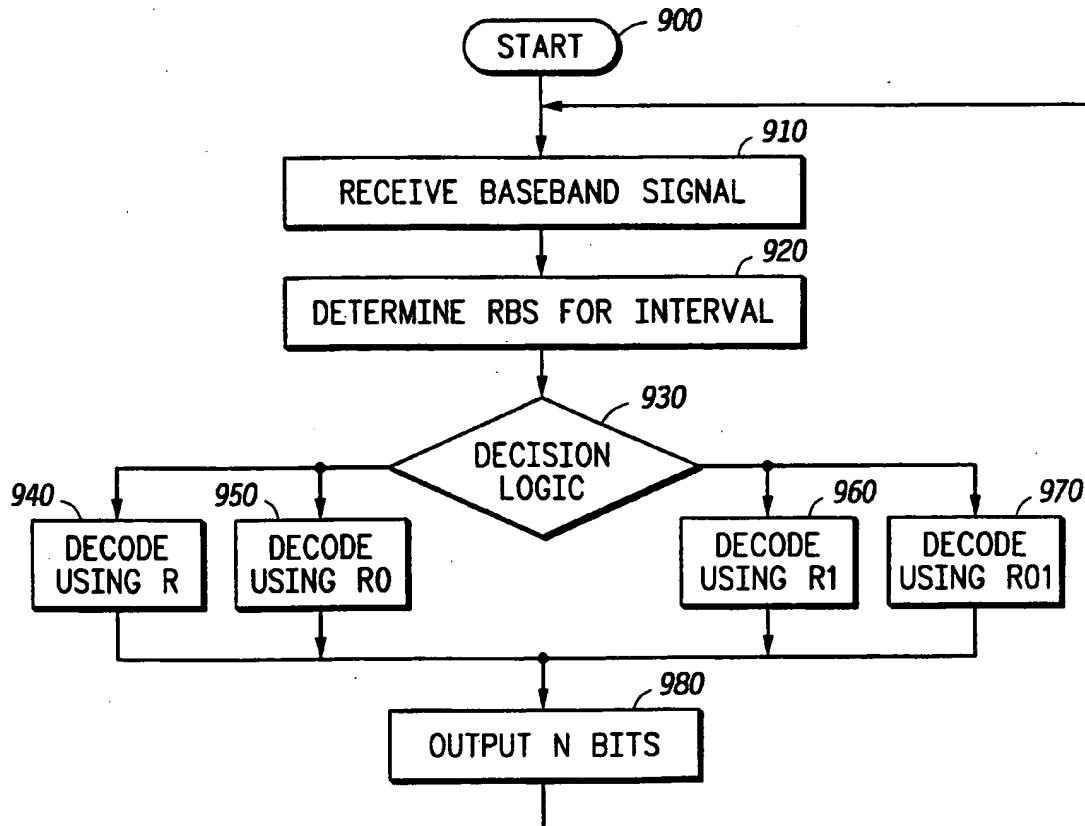 START
900
910
RECEIVE BASEBAND SIGNAL
920
DETERMINE RBS FOR INTERVAL
930
DECISION
LOGIC
940
DECODE
USING R
950
DECODE
USING R0
960
DECODE
USING R1
970
DECODE
USING R01
980
OUTPUT N BITS